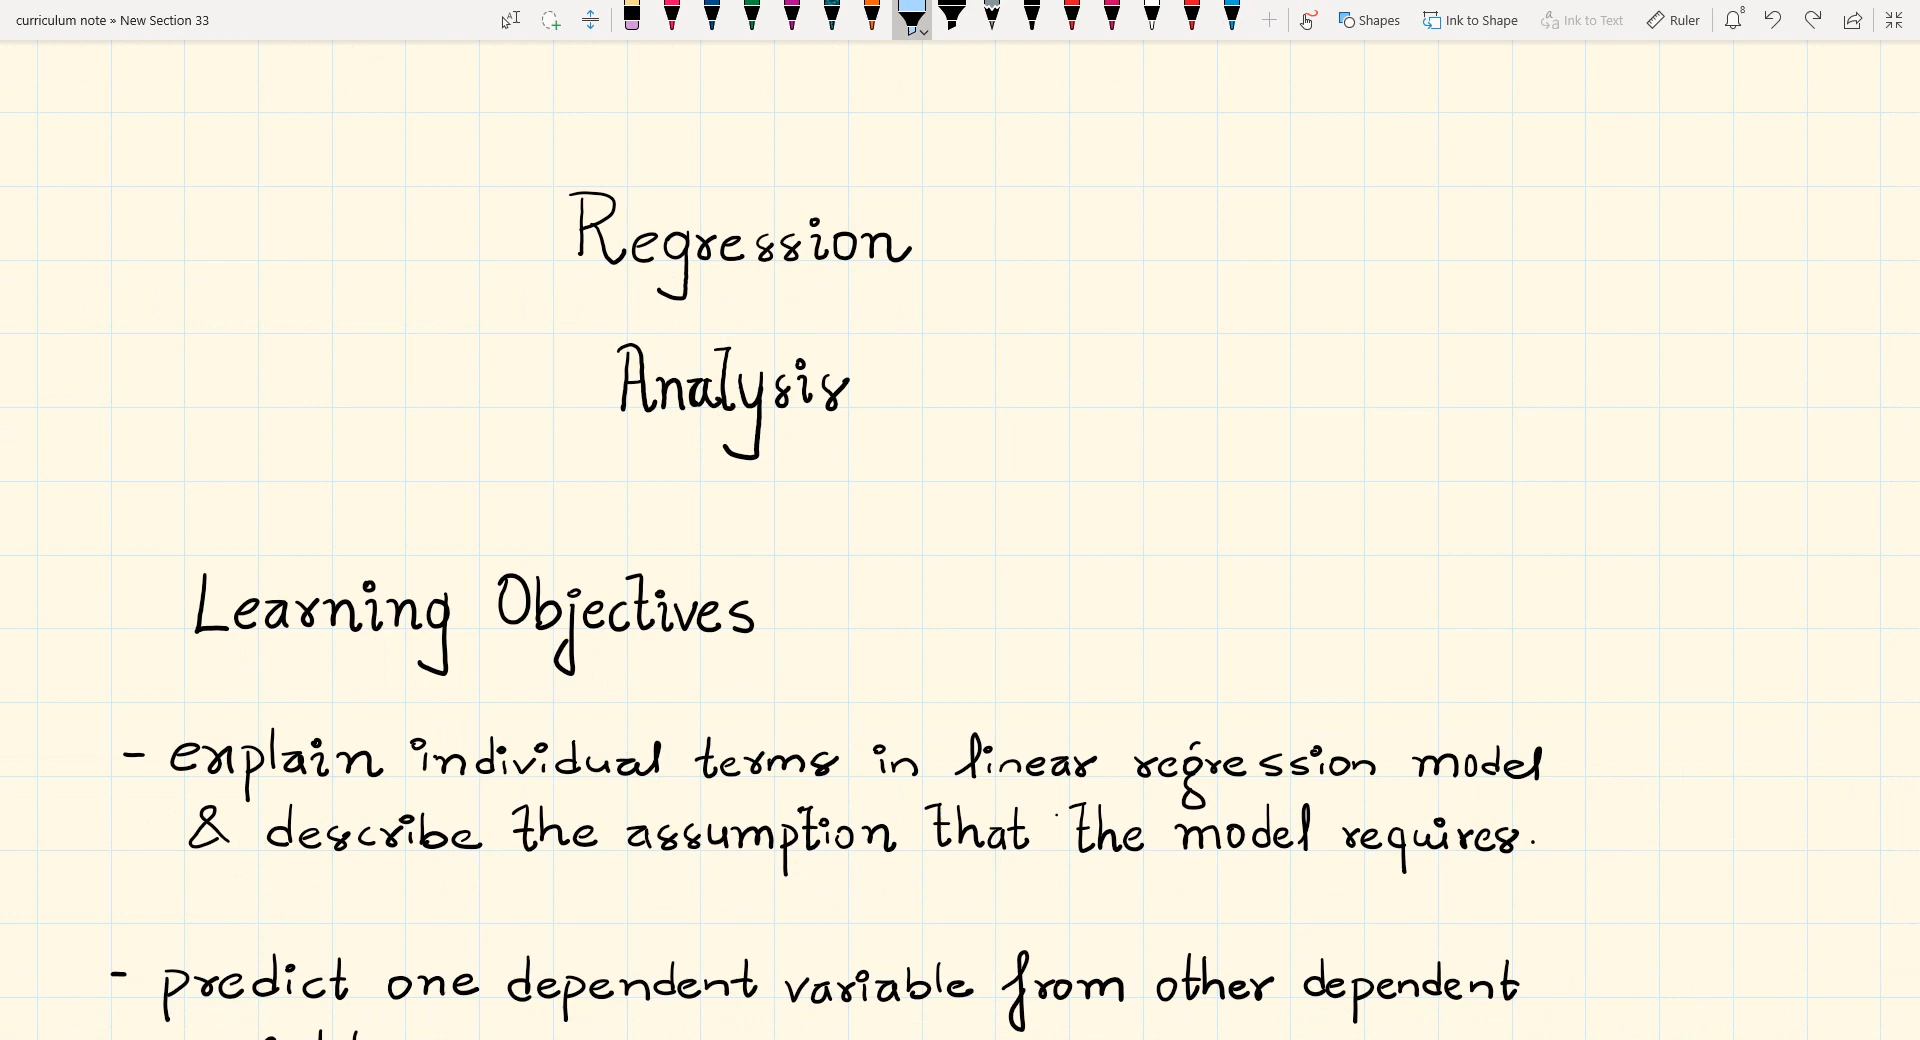 curriculum note » New Section 33
Shapes Ink to Shape Ink to Text Ruler 8
Regression
Analysis
Learning Objectives
- explain individual terms in linear regression model
& describe the assumption that the model requires.
- predict one dependent variable from other dependent